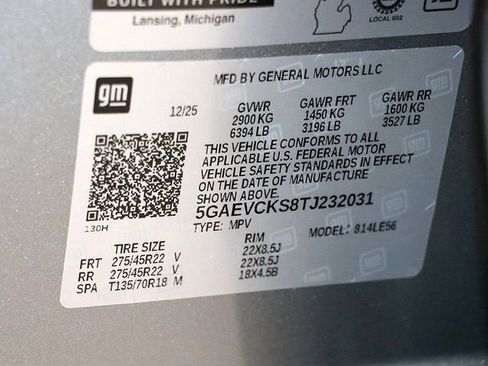 BUILT WITH PRIDE
Lansing, Michigan
LOCAL 602
gm
MFD BY GENERAL MOTORS LLC
12/25
GVWR GAWR FRT GAWR RR
2900 KG 1450 KG 1600 KG
6394 LB 3196 LB 3527 LB
THIS VEHICLE CONFORMS TO ALL
APPLICABLE U.S. FEDERAL MOTOR
VEHICLE SAFETY STANDARDS IN EFFECT
ON THE DATE OF MANUFACTURE
SHOWN ABOVE.
5GAEVCKS8TJ232031
130H
TYPE: MPV MODEL: 814LE56
TIRE SIZE RIM
FRT 275/45R22 V 22X8.5J
RR 275/45R22 V 22X8.5J
SPA T135/70R18 M 18X4.5B